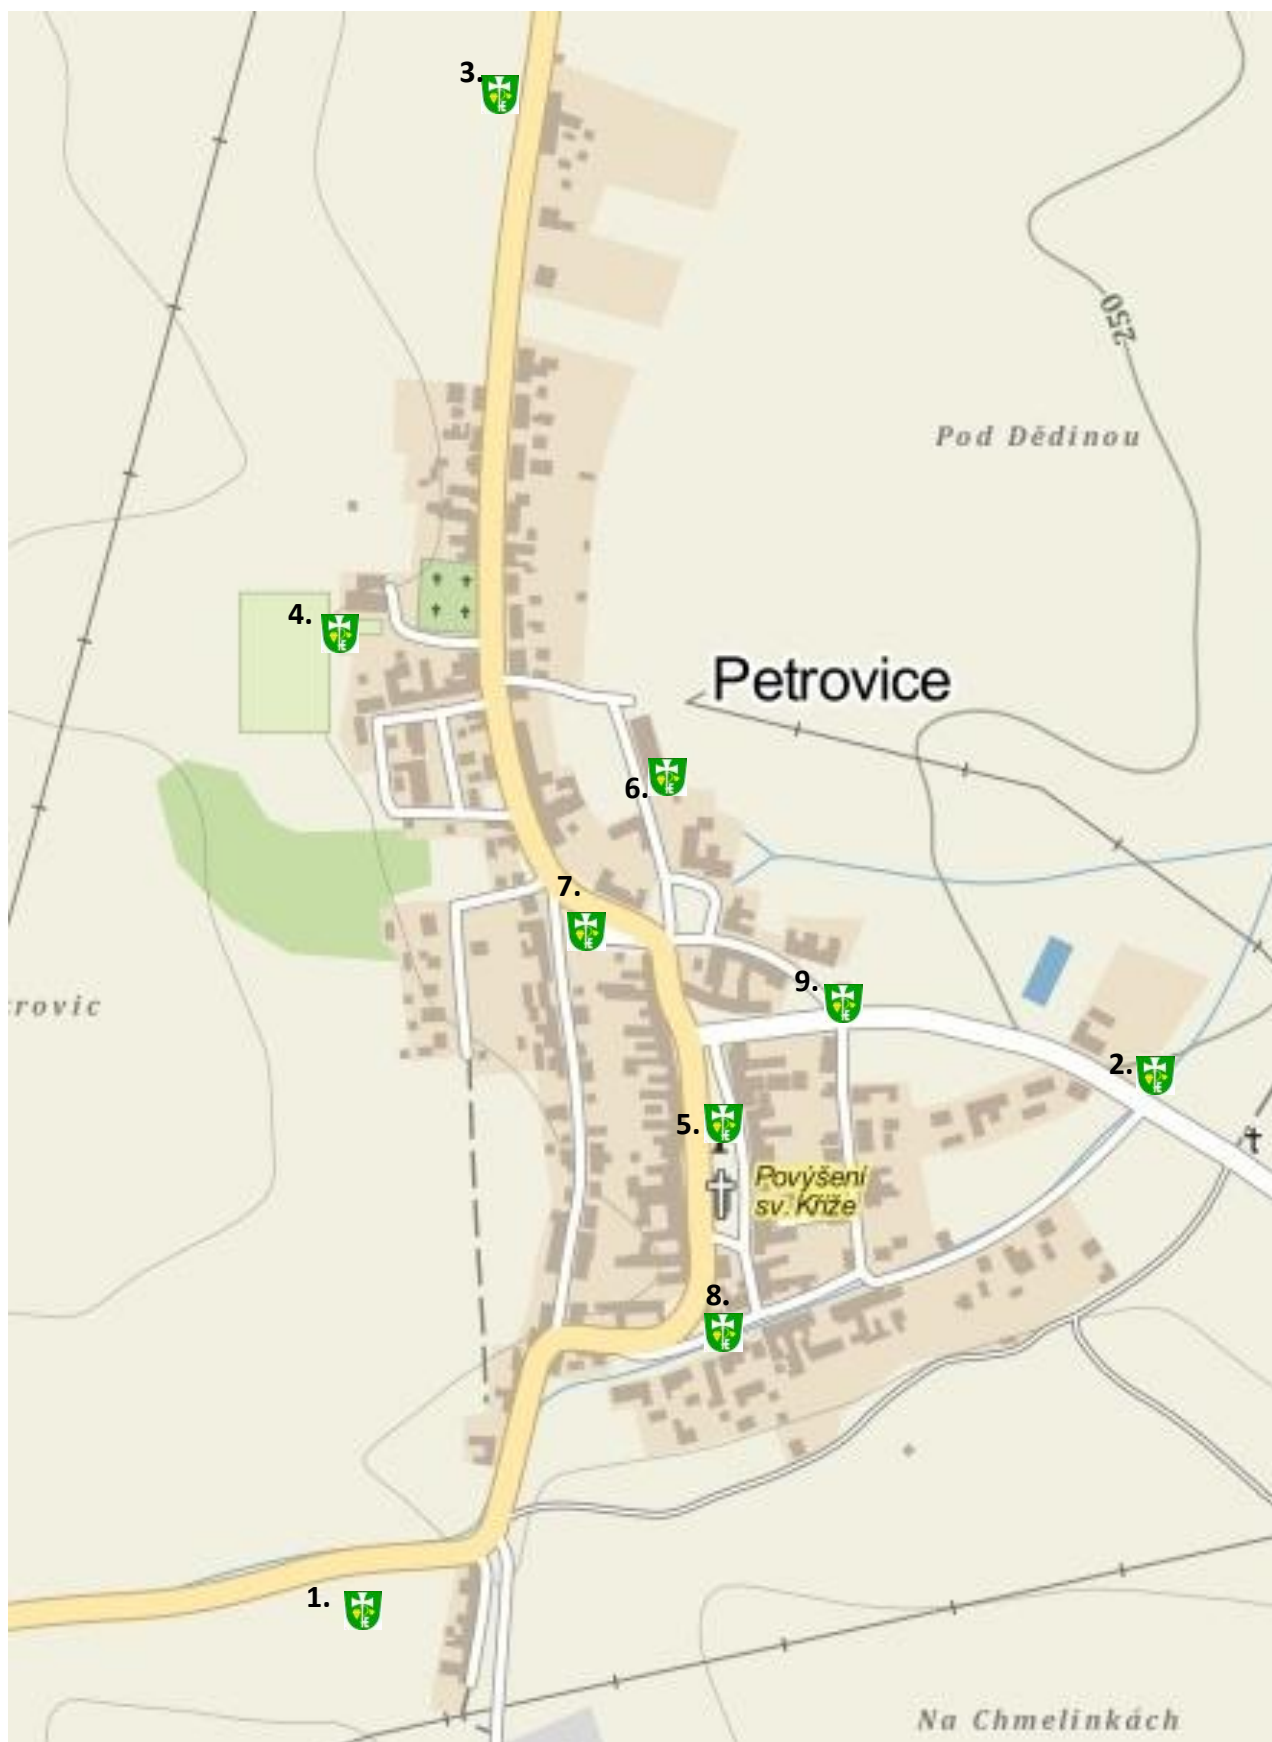 3.
250
Pod Dědinou
4.
Petrovice
6.
7.
9.
rovic
2.
5.
Povýšení
sv. Kříže
8.
1.
Na Chmelinkách